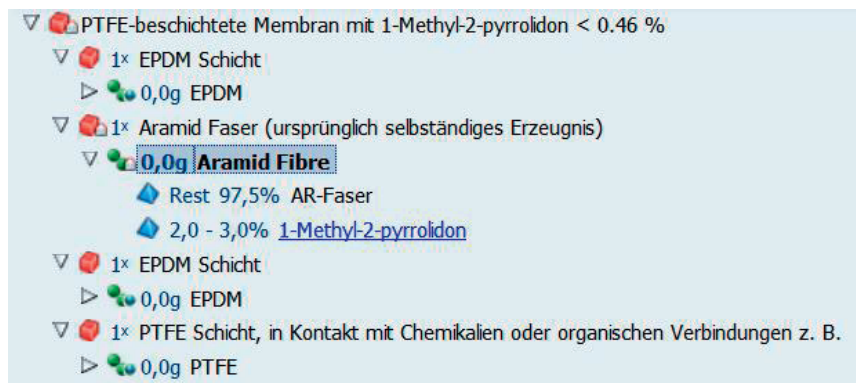 PTFE-beschichtete Membran mit 1-Methyl-2-pyrrolidon < 0.46 %
1x EPDM Schicht
0,0g EPDM
1x Aramid Faser (ursprünglich selbständiges Erzeugnis)
0,0g Aramid Fibre
Rest 97,5% AR-Faser
2,0 - 3,0% 1-Methyl-2-pyrrolidon
1x EPDM Schicht
0,0g EPDM
1x PTFE Schicht, in Kontakt mit Chemikalien oder organischen Verbindungen z. B.
0,0g PTFE